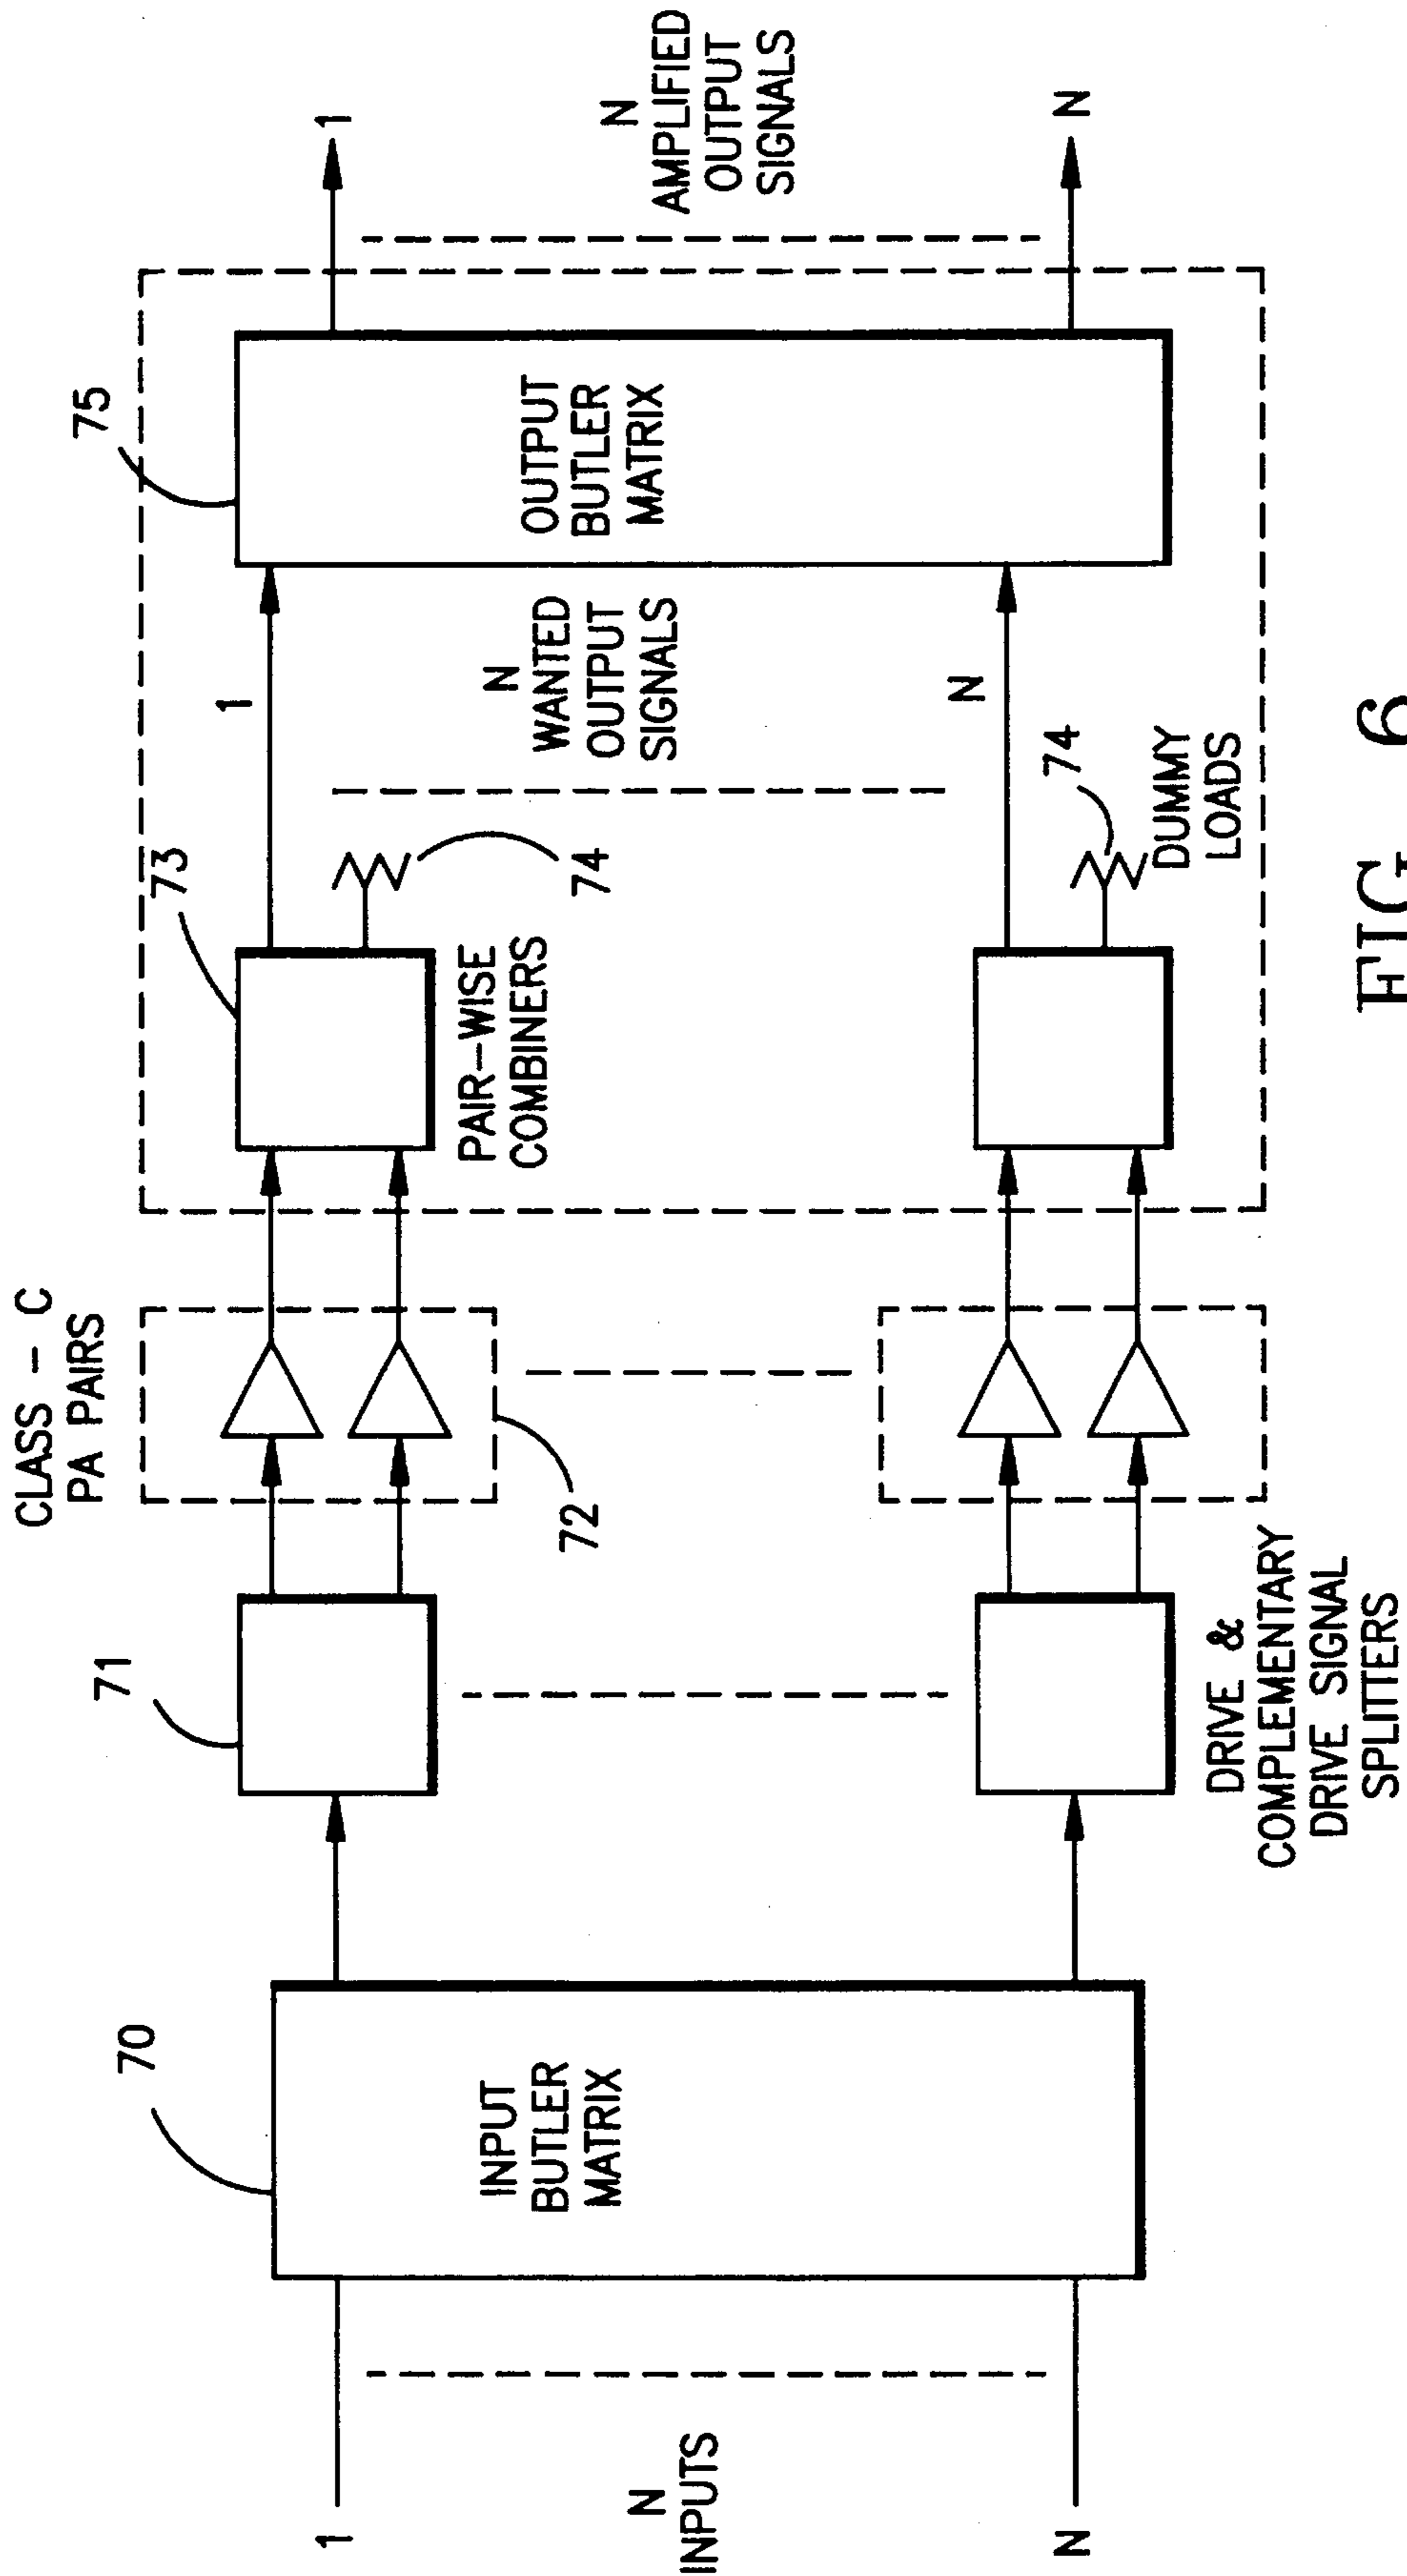 1
N
INPUTS
N
70
INPUT
BUTLER
MATRIX
71
DRIVE &
COMPLEMENTARY
DRIVE SIGNAL
SPLITTERS
CLASS – C
PA PAIRS
72
73
PAIR–WISE
COMBINERS
74
74
DUMMY
LOADS
1
N
WANTED
OUTPUT
SIGNALS
N
75
OUTPUT
BUTLER
MATRIX
1
N
AMPLIFIED
OUTPUT
SIGNALS
N
FIG. 6